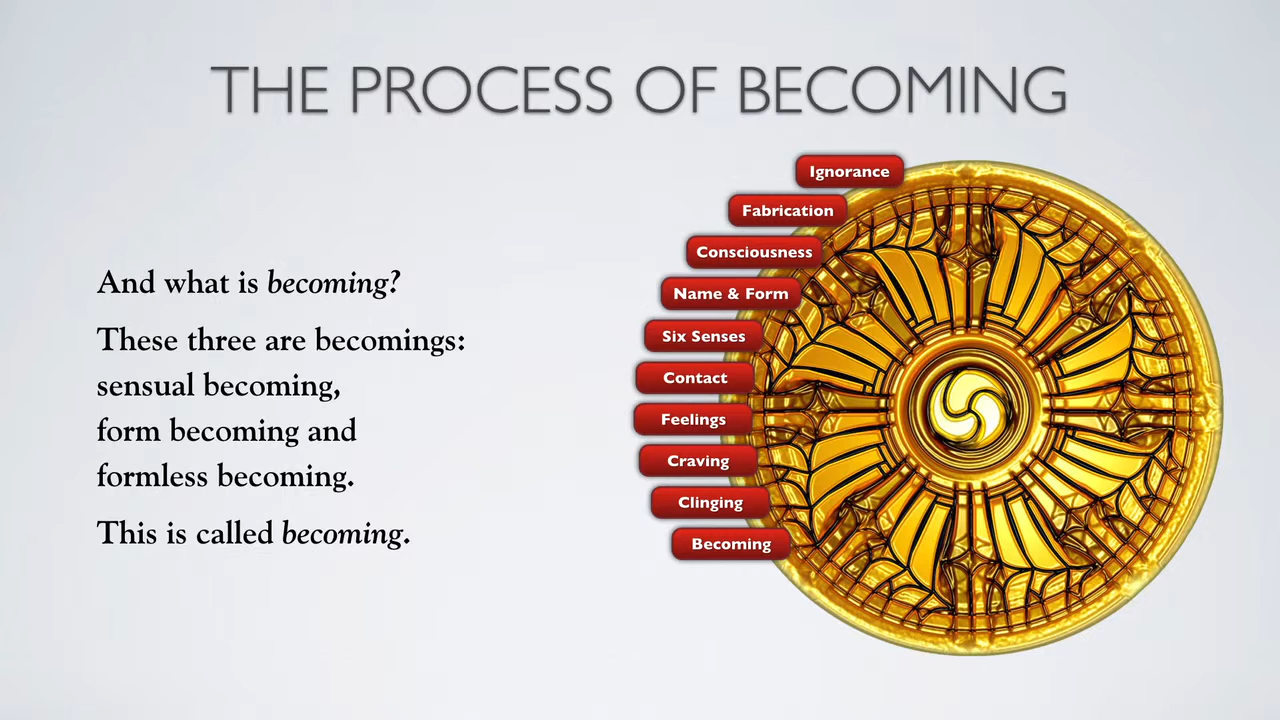 THE PROCESS OF BECOMING
And what is becoming?
These three are becomings:
sensual becoming,
form becoming and
formless becoming.
This is called becoming.
Ignorance
Fabrication
Consciousness
Name & Form
Six Senses
Contact
Feelings
Craving
Clinging
Becoming